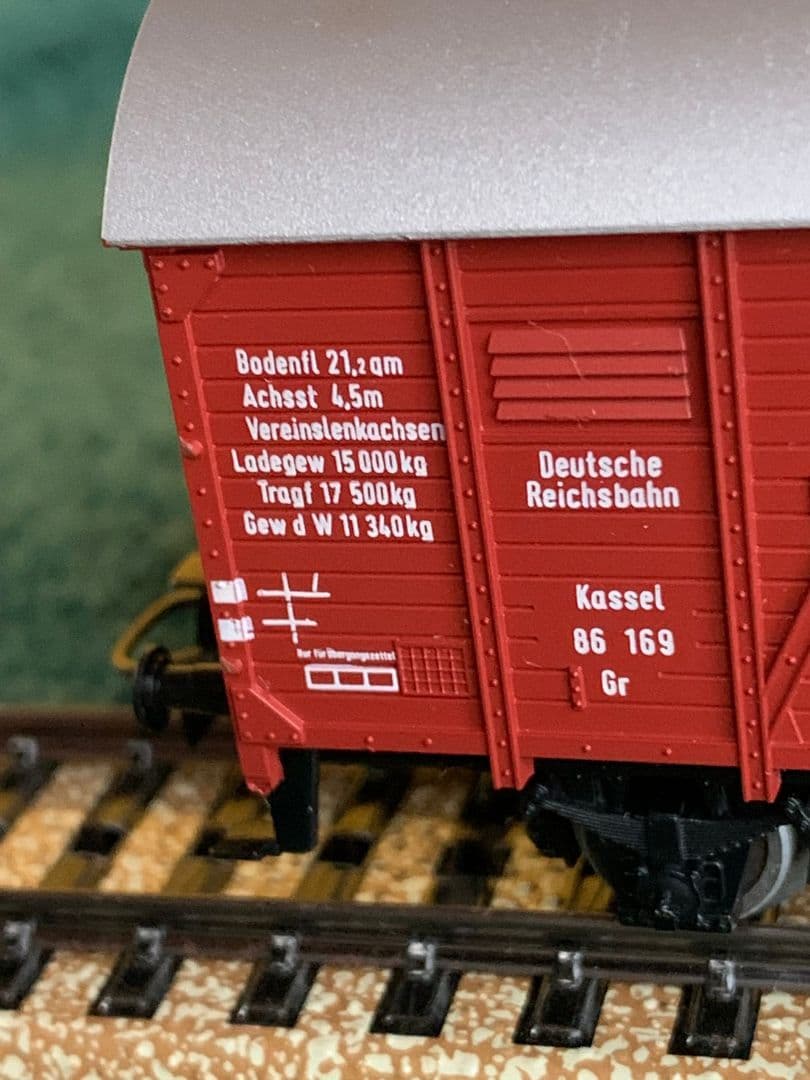 Bodenfl 21,2 qm
Achsst 4,5m
Vereinslenkachsen
Ladegew 15 000 kg
Tragf 17 500 kg
Gew d W 11 340 kg
Nur für Übergangszettel
Deutsche
Reichsbahn
Kassel
86 169
Gr